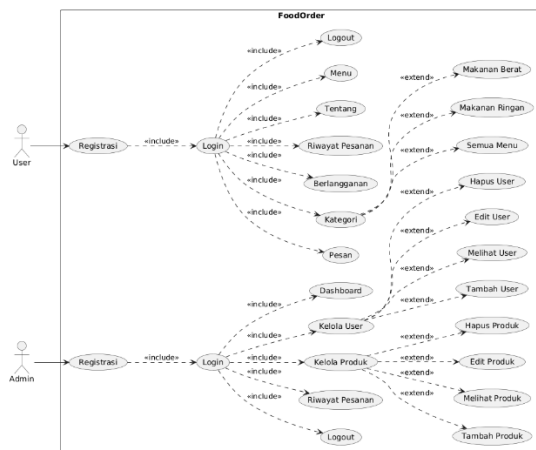 FoodOrder
Logout
«include»
Makanan Berat
«extend»
Menu
«include»
Makanan Ringan
«extend»
Tentang
«include»
Semua Menu
«extend»
User
Registrasi
«include»
Login
«include»
Riwayat Pesanan
«include»
Berlangganan
Hapus User
«extend»
«include»
Kategori
Edit User
«extend»
«include»
Pesan
Melihat User
«extend»
Dashboard
«include»
Tambah User
«extend»
Kelola User
«include»
Hapus Produk
«extend»
Admin
Registrasi
«include»
Login
«include»
Kelola Produk
«extend»
Edit Produk
«include»
Riwayat Pesanan
«extend»
Melihat Produk
«include»
Logout
«extend»
Tambah Produk